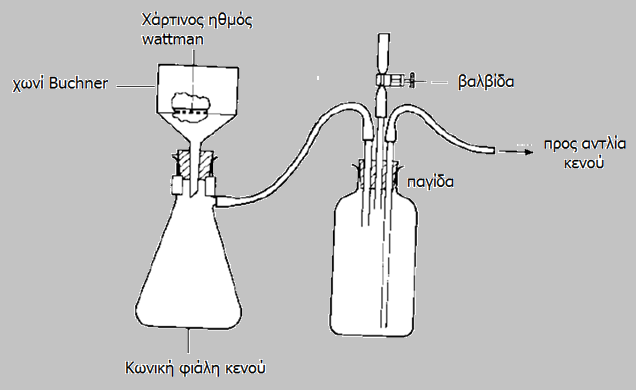 Χάρτινος ηθμός
wattman
χωνί Buchner
βαλβίδα
προς αντλία
κενού
παγίδα
Κωνική φιάλη κενού